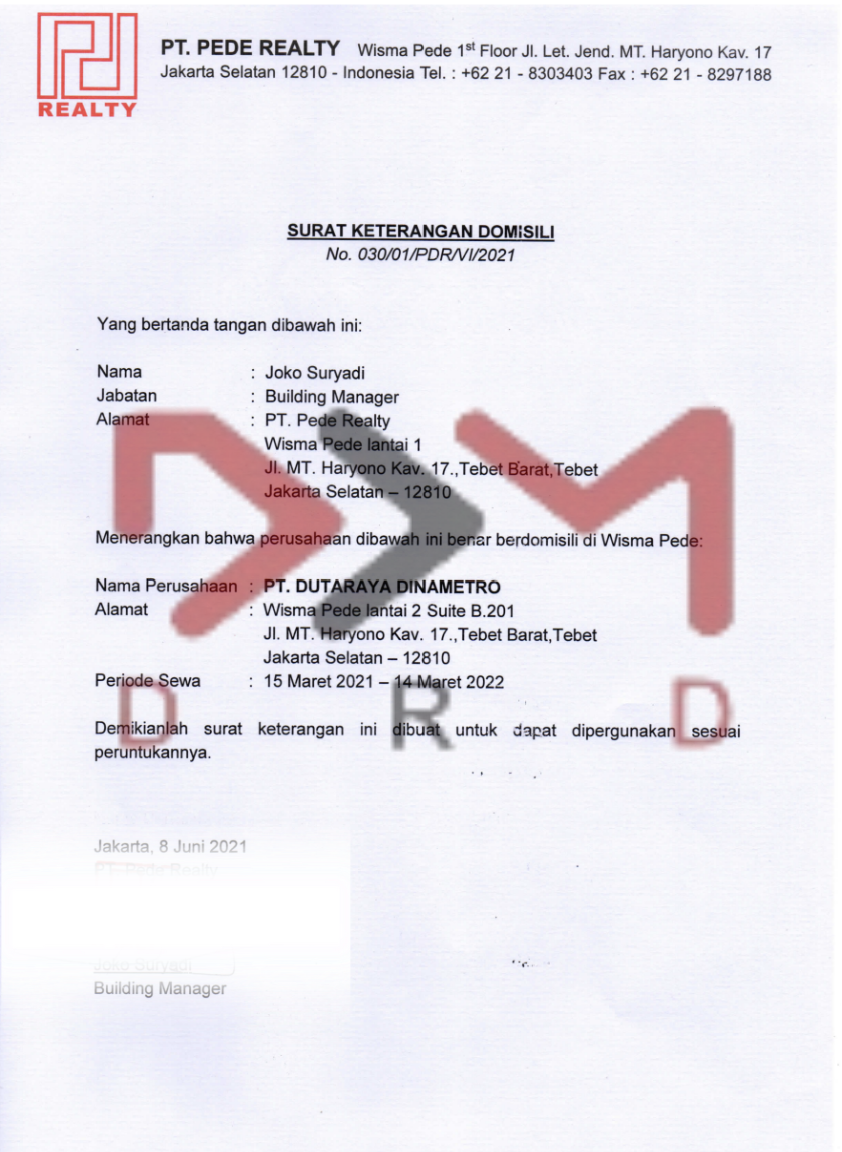 REALTY
PT. PEDE REALTY Wisma Pede 1st Floor Jl. Let. Jend. MT. Haryono Kav. 17
Jakarta Selatan 12810 - Indonesia Tel. : +62 21 - 8303403 Fax : +62 21 - 8297188
SURAT KETERANGAN DOMISILI
No. 030/01/PDR/VI/2021
Yang bertanda tangan dibawah ini:
Nama : Joko Suryadi
Jabatan : Building Manager
Alamat : PT. Pede Realty
Wisma Pede lantai 1
Jl. MT. Haryono Kav. 17.,Tebet Barat,Tebet
Jakarta Selatan – 12810
Menerangkan bahwa perusahaan dibawah ini benar berdomisili di Wisma Pede:
Nama Perusahaan : PT. DUTARAYA DINAMETRO
Alamat : Wisma Pede lantai 2 Suite B.201
Jl. MT. Haryono Kav. 17.,Tebet Barat,Tebet
Jakarta Selatan – 12810
Periode Sewa : 15 Maret 2021 – 14 Maret 2022
D R D
Demikianlah surat keterangan ini dibuat untuk dapat dipergunakan sesuai
peruntukannya.
Jakarta, 8 Juni 2021
PT. Pede Realty
Joko Suryadi
Building Manager